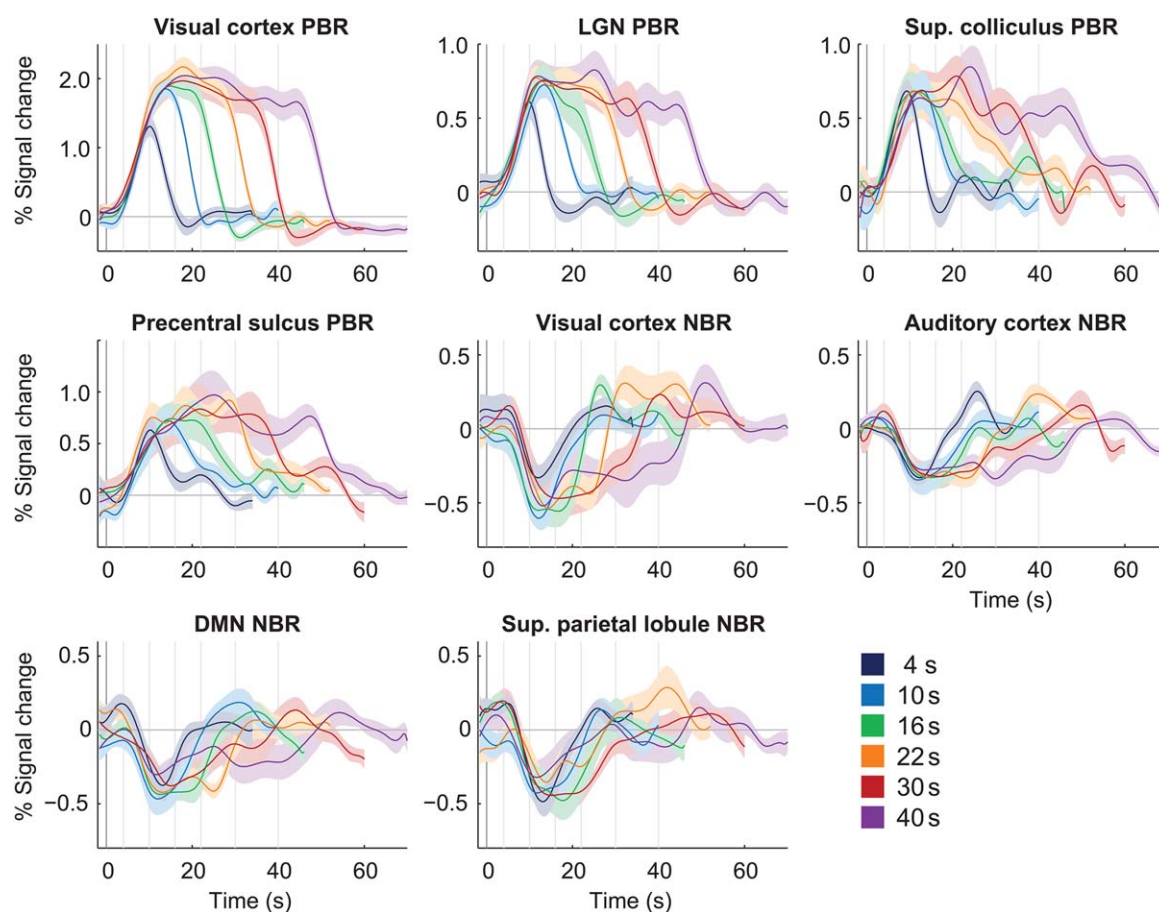 Visual cortex PBR
LGN PBR
Sup. colliculus PBR
% Signal change
2.0
1.0
0
0 20 40 60
1.0
0.5
0
0 20 40 60
1.0
0.5
0
0 20 40 60
Precentral sulcus PBR
Visual cortex NBR
Auditory cortex NBR
% Signal change
1.0
0.5
0
0 20 40 60
0.5
0
−0.5
0 20 40 60
0.5
0
−0.5
0 20 40 60
Time (s)
DMN NBR
Sup. parietal lobule NBR
% Signal change
0.5
0
−0.5
0 20 40 60
Time (s)
0.5
0
−0.5
0 20 40 60
Time (s)
4 s
10 s
16 s
22 s
30 s
40 s